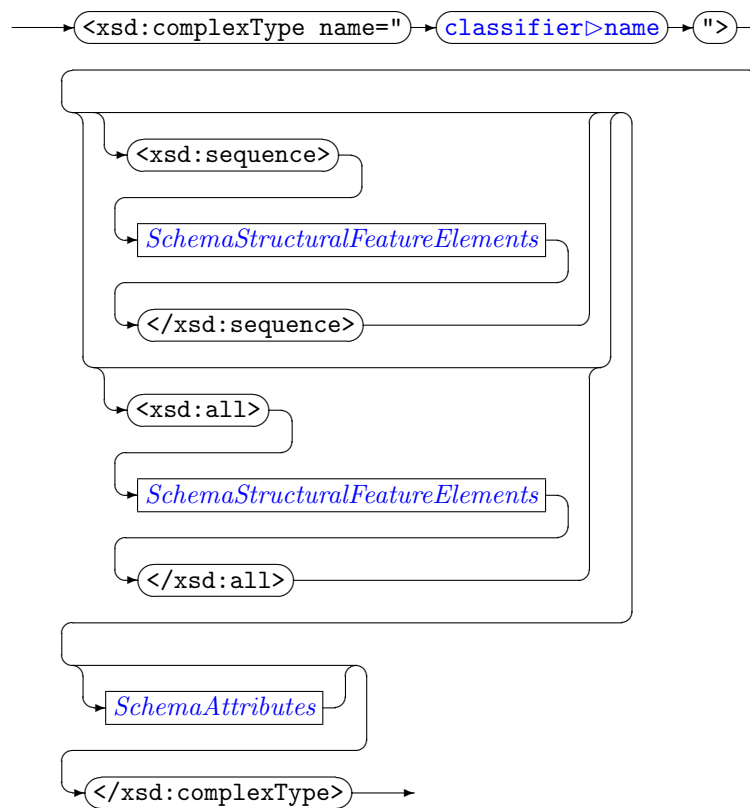 <xsd:complexType name=" classifier▷name ">
<xsd:sequence>
SchemaStructuralFeatureElements
</xsd:sequence>
<xsd:all>
SchemaStructuralFeatureElements
</xsd:all>
SchemaAttributes
</xsd:complexType>